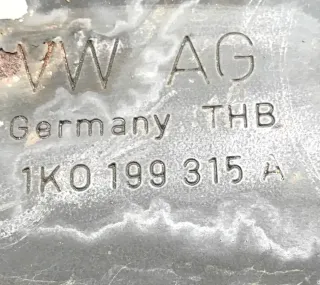 VW AG
Germany THB
1K0 199 315 A